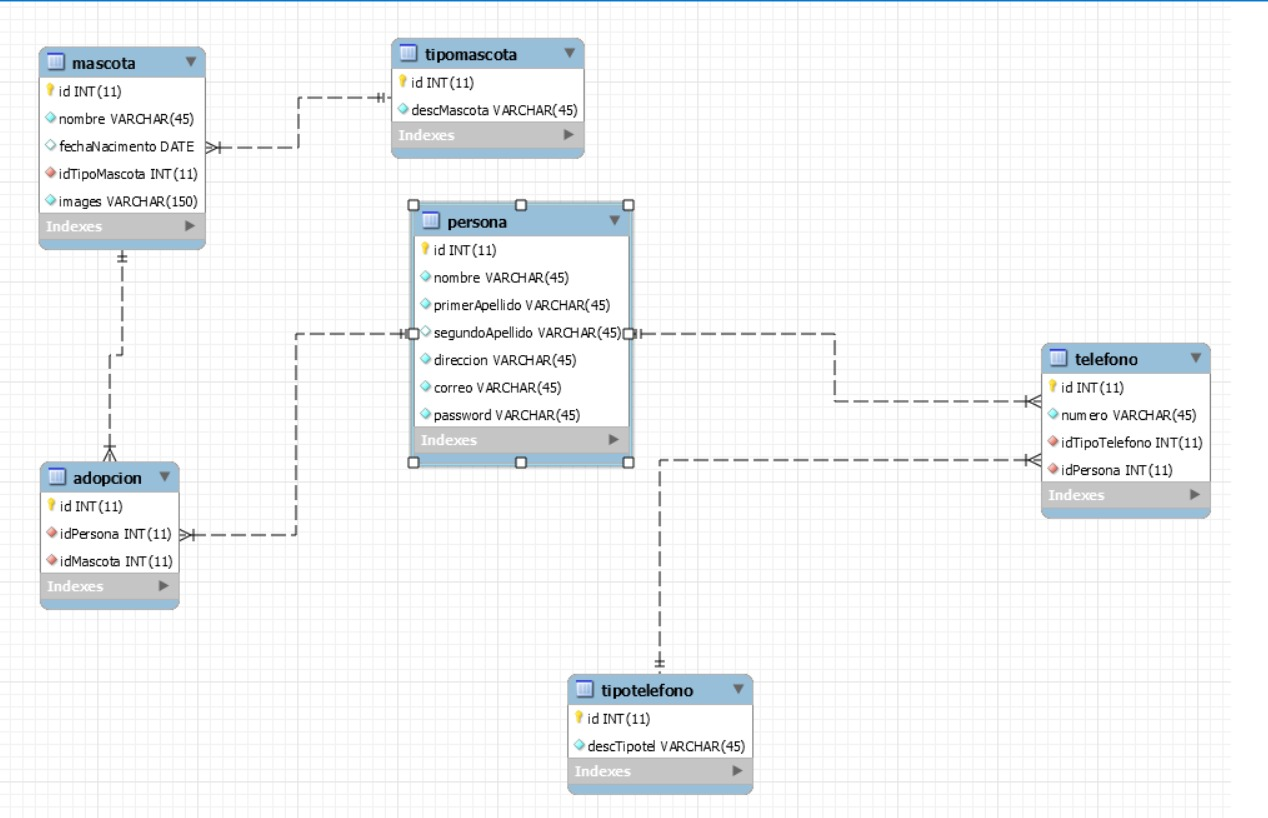 mascota
id INT(11)
nombre VARCHAR(45)
fechaNacimento DATE
idTipoMascota INT(11)
images VARCHAR(150)
Indexes
tipomascota
id INT(11)
descMascota VARCHAR(45)
Indexes
persona
id INT(11)
nombre VARCHAR(45)
primerApellido VARCHAR(45)
segundoApellido VARCHAR(45)
direccion VARCHAR(45)
correo VARCHAR(45)
password VARCHAR(45)
Indexes
telefono
id INT(11)
numero VARCHAR(45)
idTipoTelefono INT(11)
idPersona INT(11)
Indexes
adopcion
id INT(11)
idPersona INT(11)
idMascota INT(11)
Indexes
tipotelefono
id INT(11)
descTipotel VARCHAR(45)
Indexes